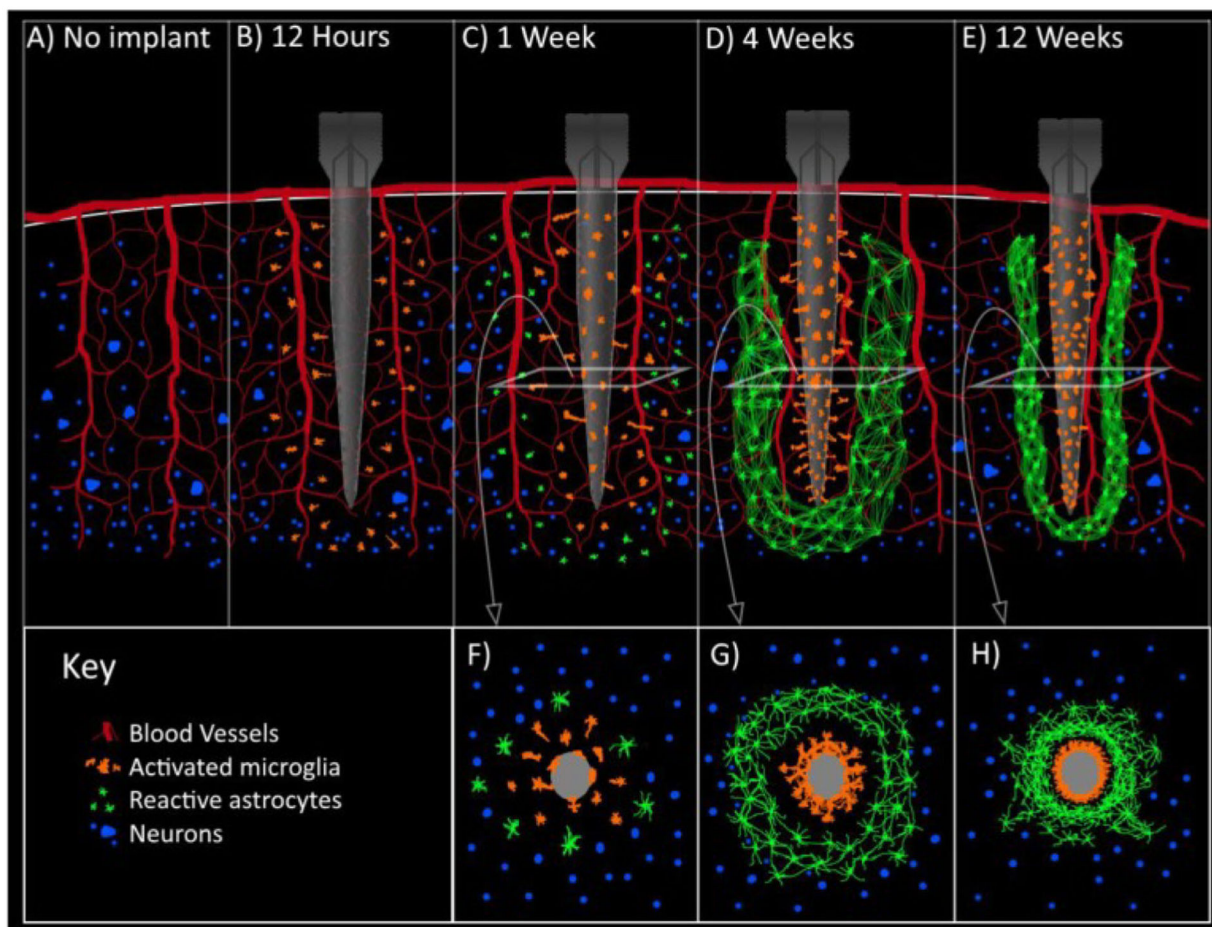 A) No implant
B) 12 Hours
C) 1 Week
D) 4 Weeks
E) 12 Weeks
Key
Blood Vessels
Activated microglia
Reactive astrocytes
Neurons
F)
G)
H)